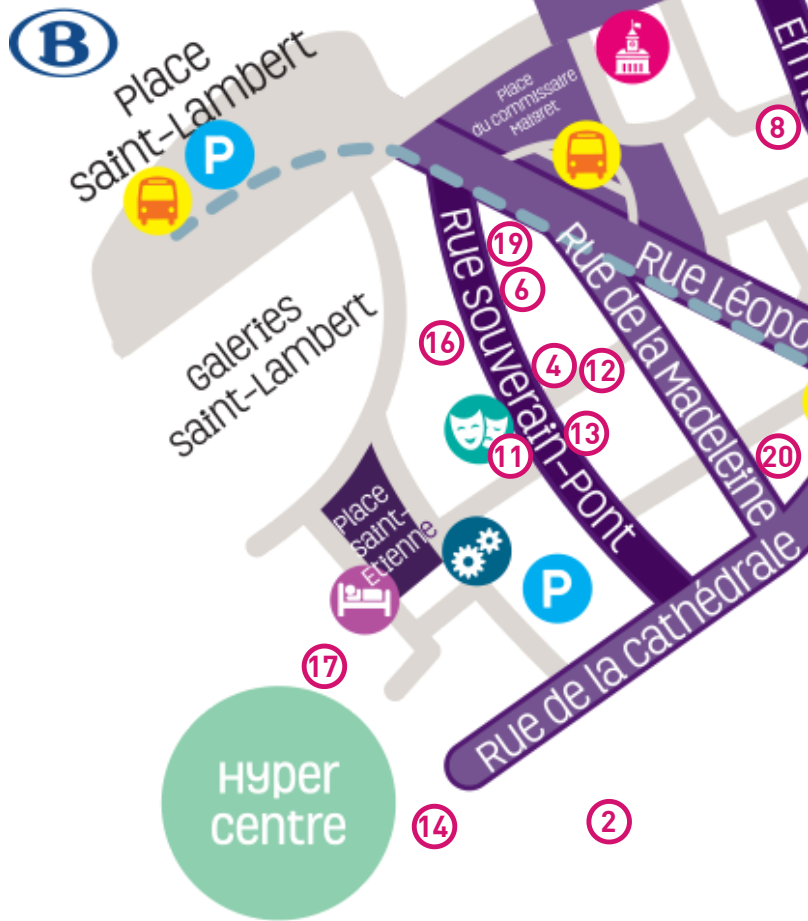 B
Place
saint-Lambert
P
Place
du commissaire
Maigret
8
19
6
16
4
12
13
11
20
Rue souverain-Pont
Rue de la Madeleine
Rue Léopo
galeries
saint-Lambert
Place
saint-
Etienne
P
Rue de la cathédrale
17
Hyper
centre
14
2